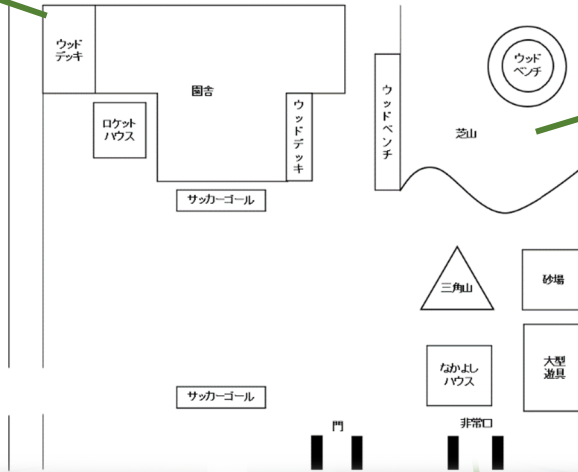 ウッド
デッキ
園舎
ウッドデッキ
ウッドベンチ
ウッド
ベンチ
芝山
ロケット
ハウス
サッカーゴール
三角山
砂場
なかよし
ハウス
大型
遊具
サッカーゴール
門
非常口